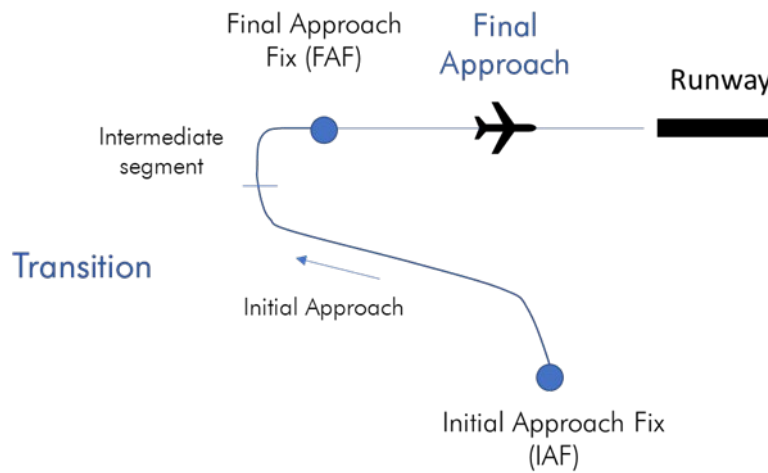 Final Approach
Fix (FAF)
Final
Approach
Runway
Intermediate
segment
Transition
Initial Approach
Initial Approach Fix
(IAF)